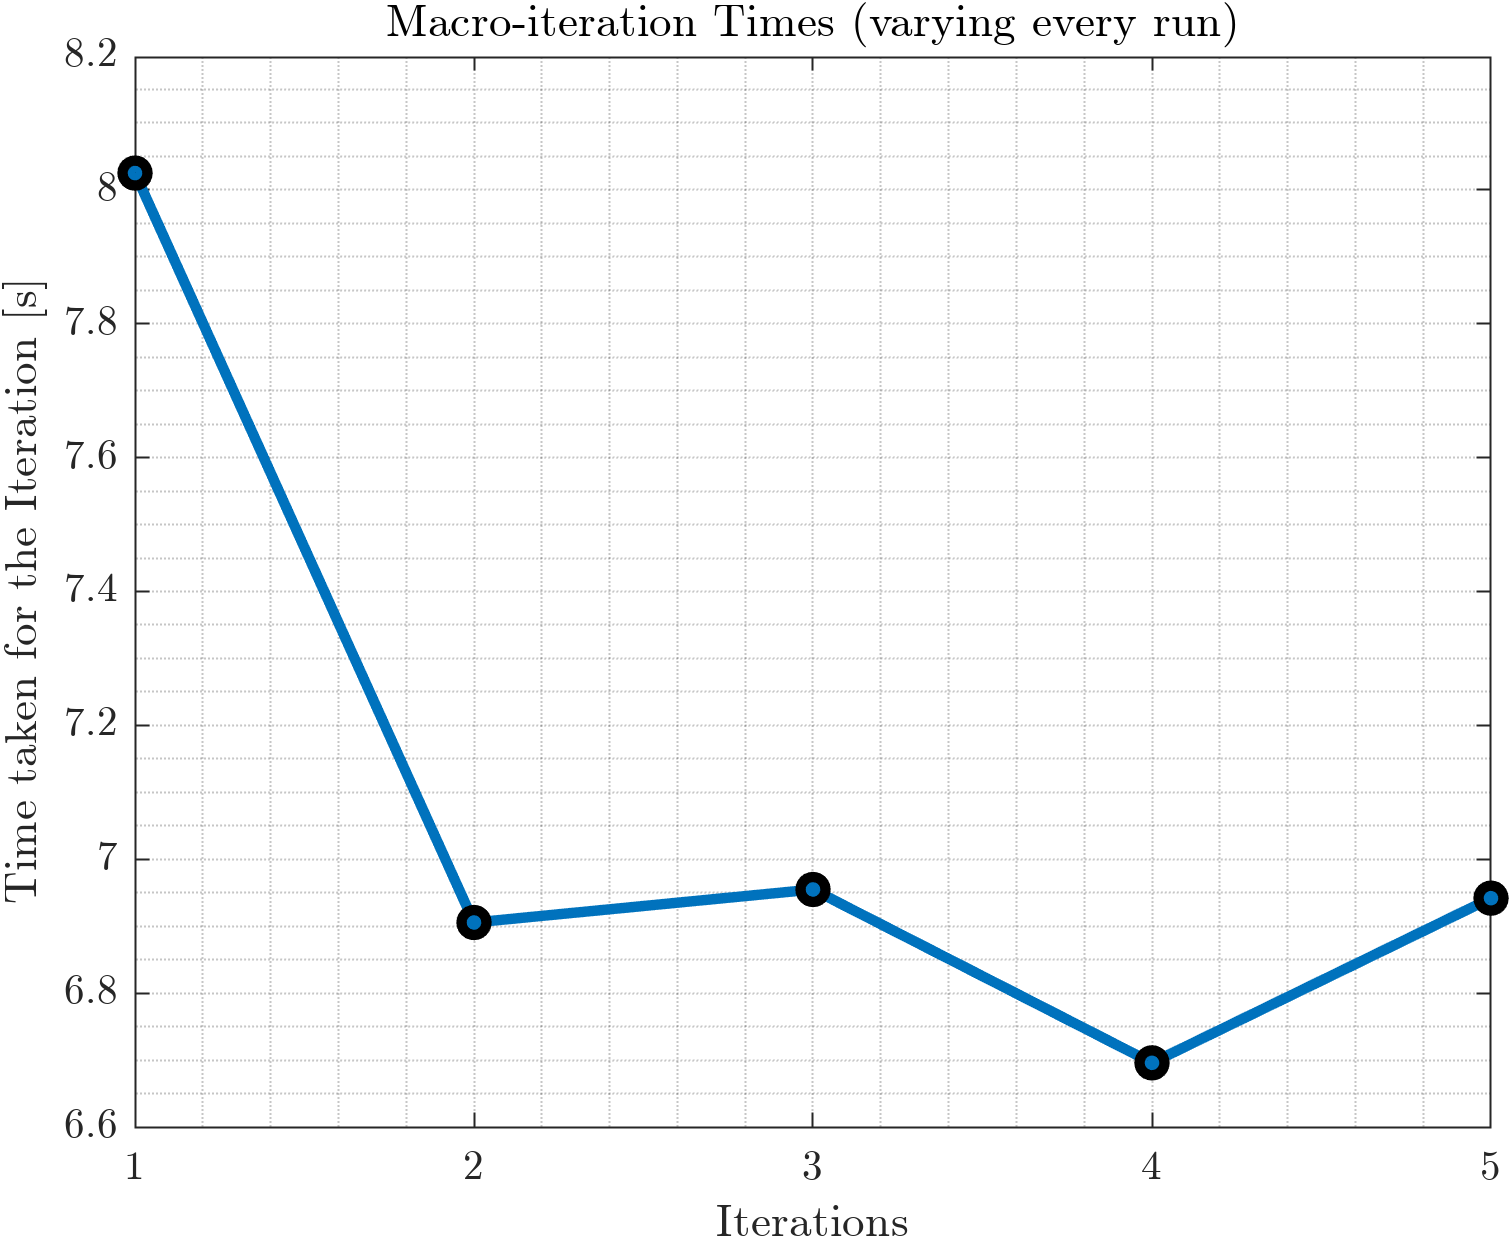 Macro-iteration Times (varying every run)
8.2
8
7.8
7.6
7.4
7.2
7
6.8
6.6
Time taken for the Iteration [s]
1 2 3 4 5
Iterations